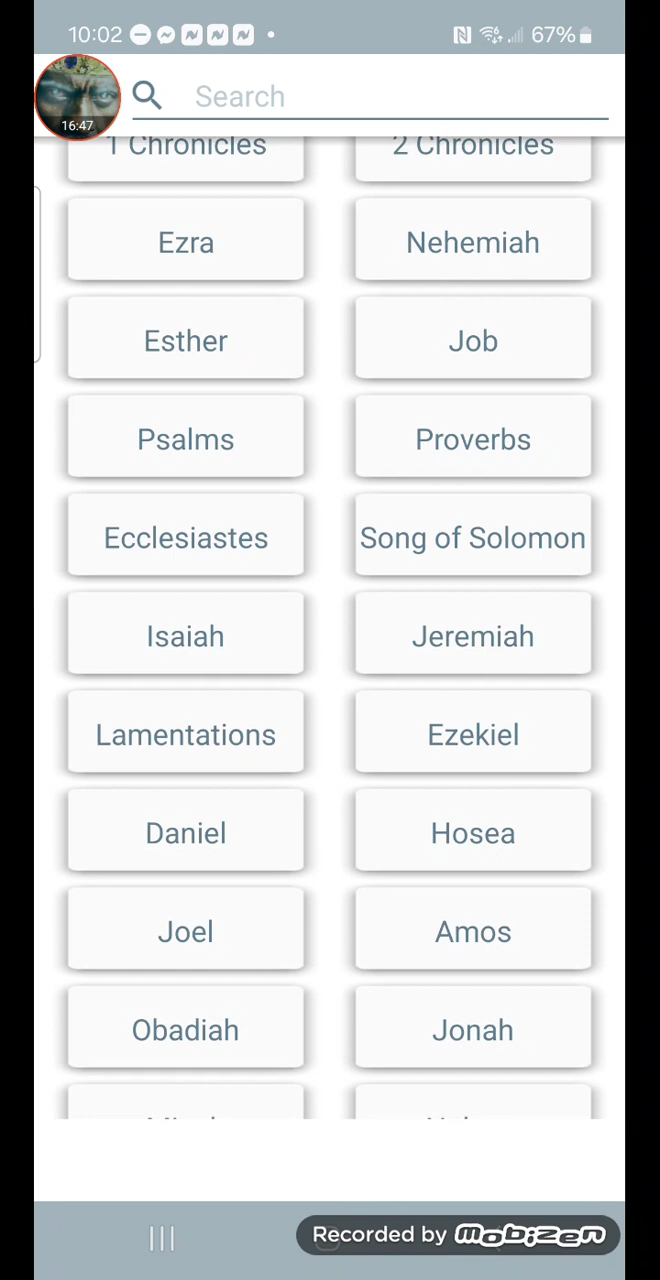 10:02 67%
Search
16:47
1 Chronicles 2 Chronicles
Ezra Nehemiah
Esther Job
Psalms Proverbs
Ecclesiastes Song of Solomon
Isaiah Jeremiah
Lamentations Ezekiel
Daniel Hosea
Joel Amos
Obadiah Jonah
Recorded by mobizen